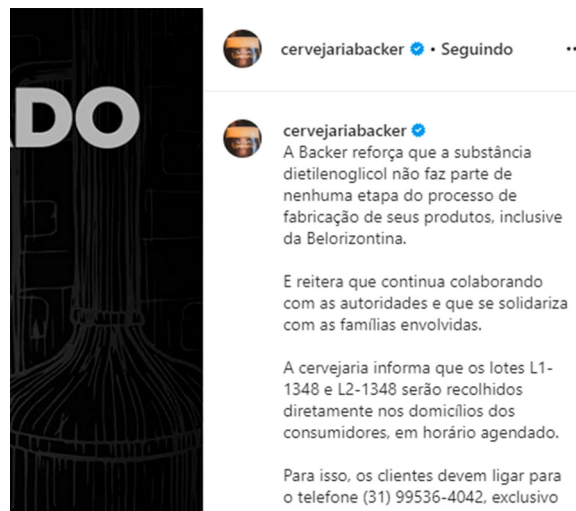 DO
cervejariabacker • Seguindo
cervejariabacker
A Backer reforça que a substância
dietilenoglicol não faz parte de
nenhuma etapa do processo de
fabricação de seus produtos, inclusive
da Belorizontina.
E reitera que continua colaborando
com as autoridades e que se solidariza
com as famílias envolvidas.
A cervejaria informa que os lotes L1-
1348 e L2-1348 serão recolhidos
diretamente nos domicílios dos
consumidores, em horário agendado.
Para isso, os clientes devem ligar para
o telefone (31) 99536-4042, exclusivo